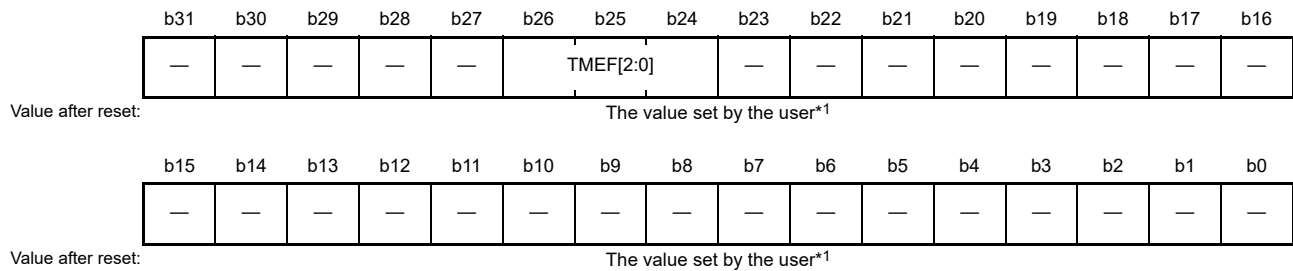 b31 b30 b29 b28 b27 b26 b25 b24 b23 b22 b21 b20 b19 b18 b17 b16
— — — — — TMEF[2:0] — — — — — — — —
Value after reset: The value set by the user*1
b15 b14 b13 b12 b11 b10 b9 b8 b7 b6 b5 b4 b3 b2 b1 b0
— — — — — — — — — — — — — — — —
Value after reset: The value set by the user*1